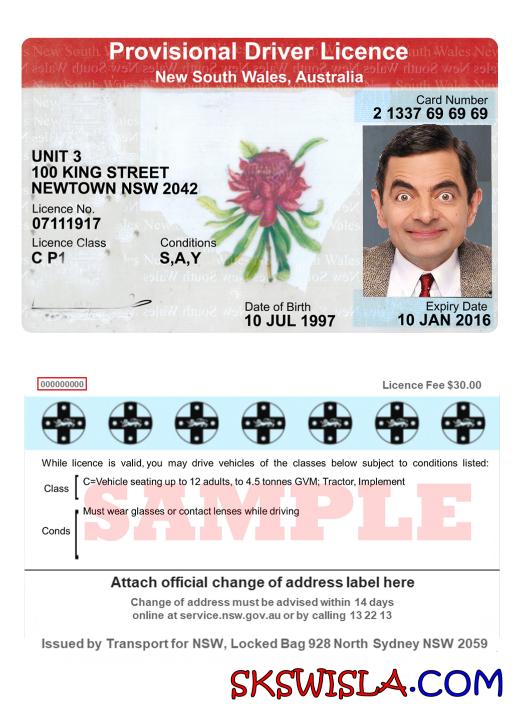 Provisional Driver Licence
New South Wales, Australia
Card Number
2 1337 69 69 69
UNIT 3
100 KING STREET
NEWTOWN NSW 2042
Licence No.
07111917
Licence Class
Conditions
C P1
S,A,Y
Date of Birth
10 JUL 1997
Expiry Date
10 JAN 2016
000000000
Licence Fee $30.00
While licence is valid, you may drive vehicles of the classes below subject to conditions listed:
Class
C=Vehicle seating up to 12 adults, to 4.5 tonnes GVM; Tractor, Implement
Conds
Must wear glasses or contact lenses while driving
SAMPLE
Attach official change of address label here
Change of address must be advised within 14 days
online at service.nsw.gov.au or by calling 13 22 13
Issued by Transport for NSW, Locked Bag 928 North Sydney NSW 2059
SKSWISLA.COM